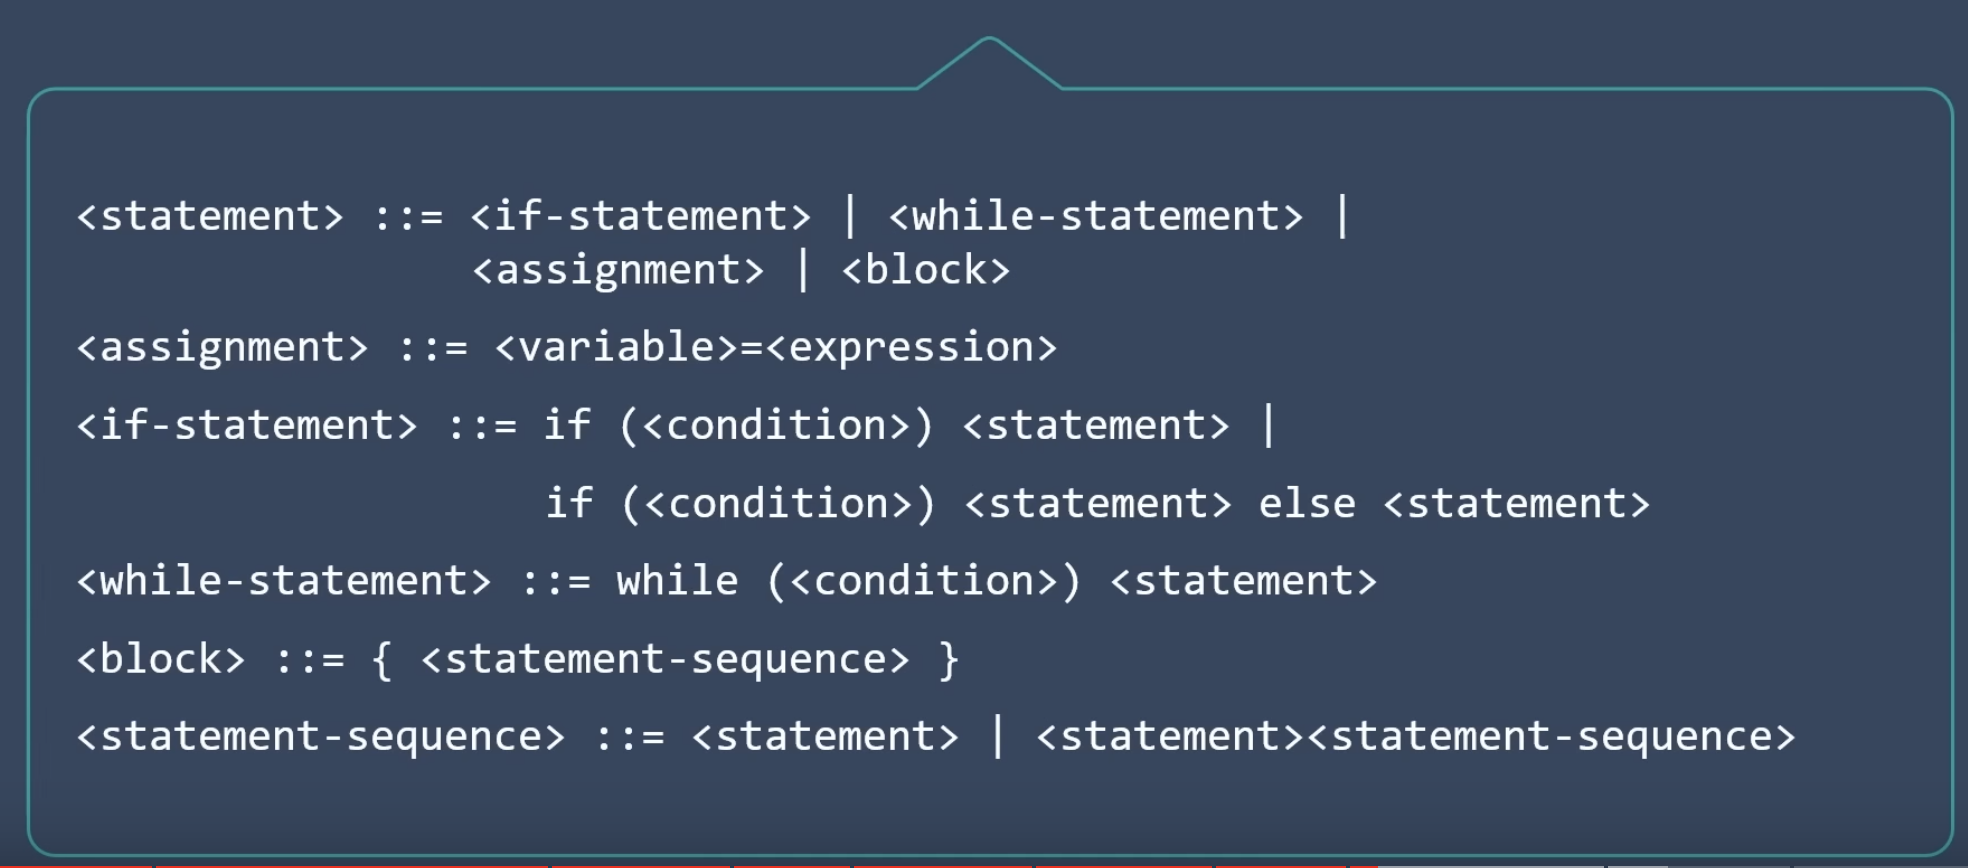 <statement> ::= <if-statement> | <while-statement> |
<assignment> | <block>
<assignment> ::= <variable>=<expression>
<if-statement> ::= if (<condition>) <statement> |
if (<condition>) <statement> else <statement>
<while-statement> ::= while (<condition>) <statement>
<block> ::= { <statement-sequence> }
<statement-sequence> ::= <statement> | <statement><statement-sequence>